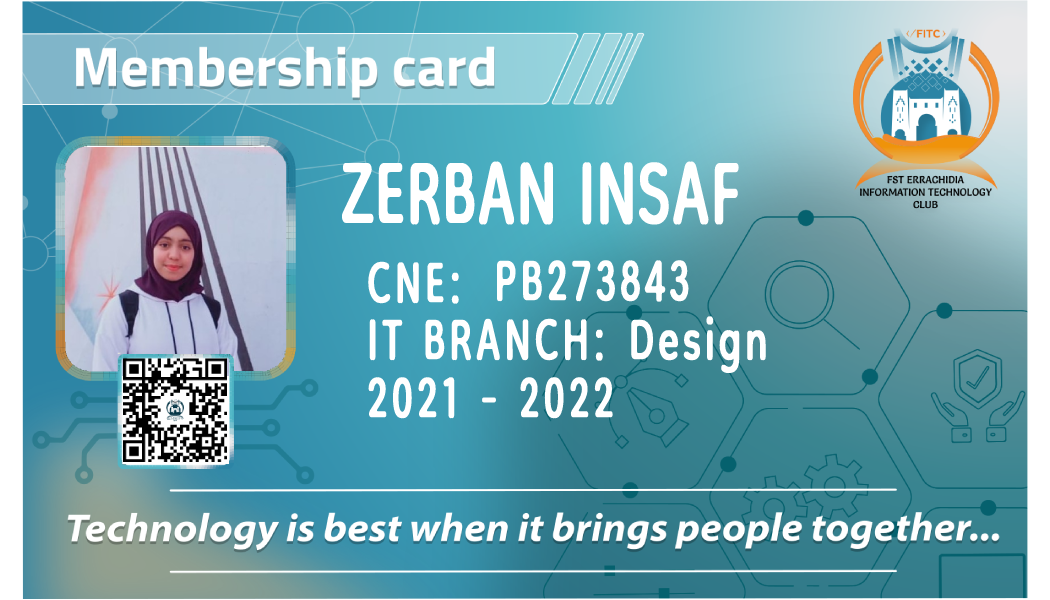 Membership card
</FITC>
FST ERRACHIDIA
INFORMATION TECHNOLOGY
CLUB
ZERBAN INSAF
CNE: PB273843
IT BRANCH: Design
2021 - 2022
Technology is best when it brings people together...